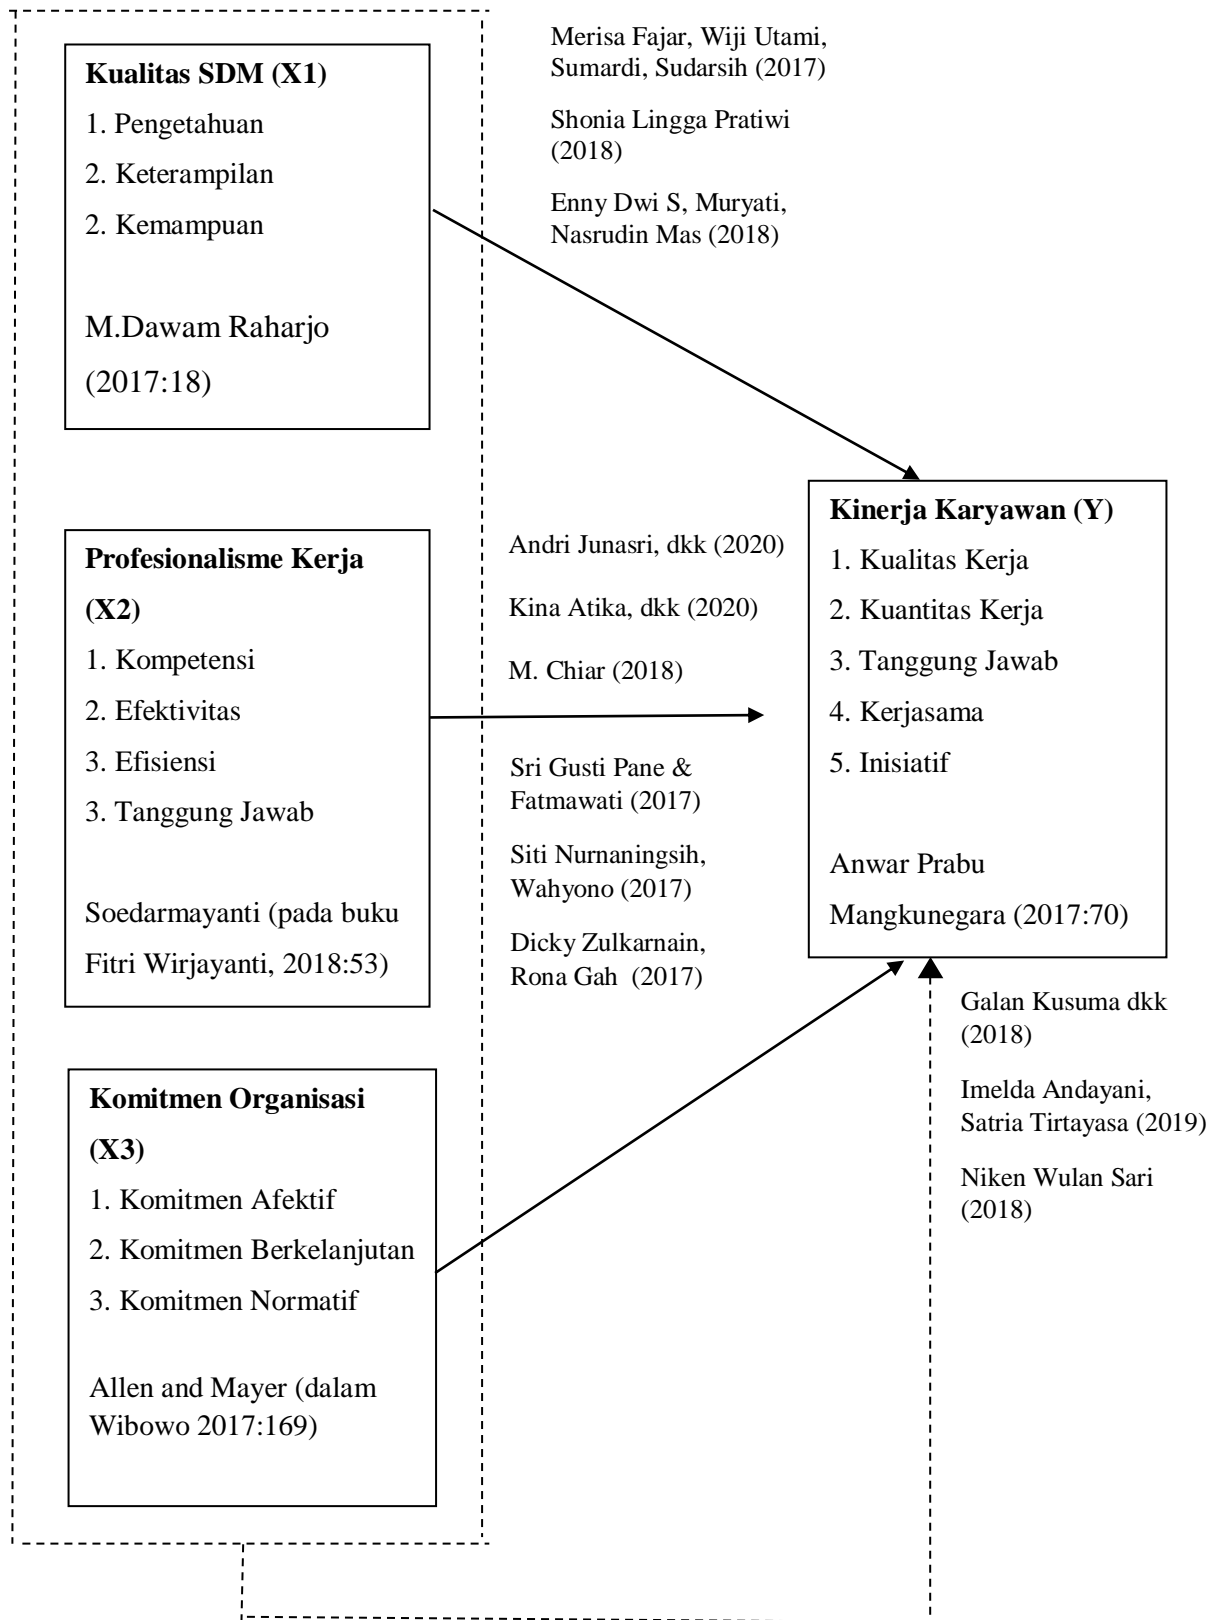 Merisa Fajar, Wiji Utami,
Sumardi, Sudarsih (2017)
Shonia Lingga Pratiwi
(2018)
Enny Dwi S, Muryati,
Nasrudin Mas (2018)
Kualitas SDM (X1)
1. Pengetahuan
2. Keterampilan
2. Kemampuan
M.Dawam Raharjo
(2017:18)
Profesionalisme Kerja
(X2)
1. Kompetensi
2. Efektivitas
3. Efisiensi
3. Tanggung Jawab
Soedarmayanti (pada buku
Fitri Wirjayanti, 2018:53)
Andri Junasri, dkk (2020)
Kina Atika, dkk (2020)
M. Chiar (2018)
Sri Gusti Pane &
Fatmawati (2017)
Siti Nurnaningsih,
Wahyono (2017)
Dicky Zulkarnain,
Rona Gah  (2017)
Kinerja Karyawan (Y)
1. Kualitas Kerja
2. Kuantitas Kerja
3. Tanggung Jawab
4. Kerjasama
5. Inisiatif
Anwar Prabu
Mangkunegara (2017:70)
Komitmen Organisasi
(X3)
1. Komitmen Afektif
2. Komitmen Berkelanjutan
3. Komitmen Normatif
Allen and Mayer (dalam
Wibowo 2017:169)
Galan Kusuma dkk
(2018)
Imelda Andayani,
Satria Tirtayasa (2019)
Niken Wulan Sari
(2018)